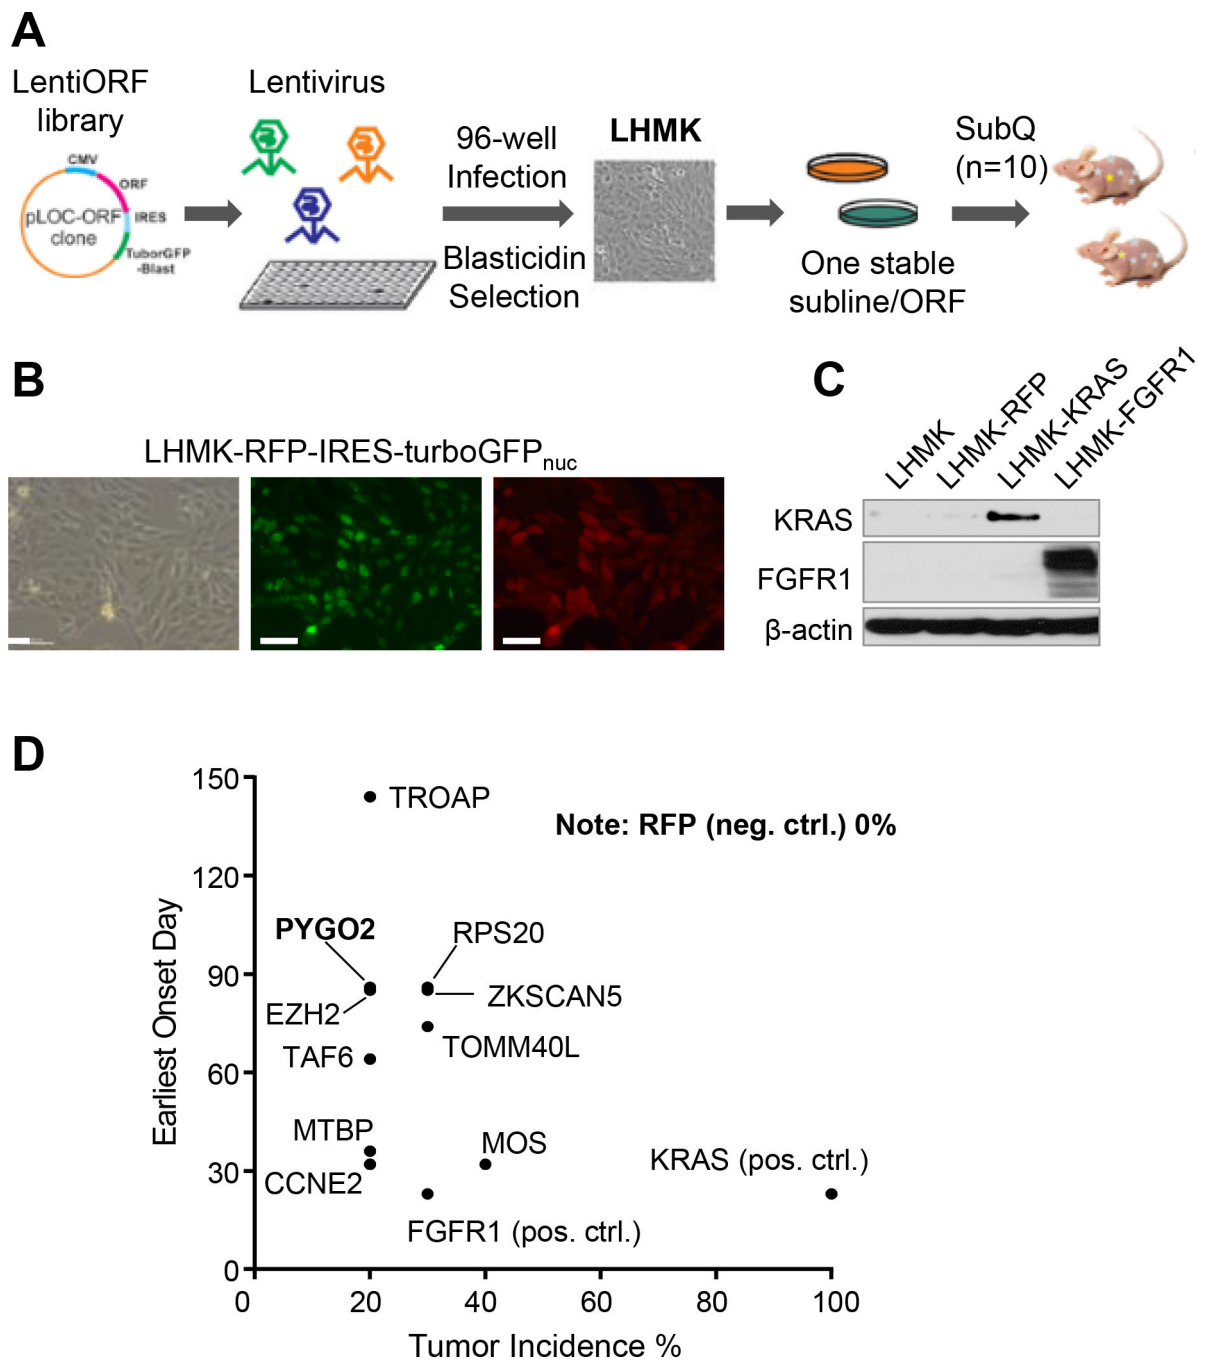 A
LentiORF
library
CMV
ORF
pLOC-ORF
clone
IRES
TuborGFP
-Blast
Lentivirus
96-well
Infection
Blasticidin
Selection
LHMK
One stable
subline/ORF
SubQ
(n=10)
B
LHMK-RFP-IRES-turboGFPnuc
C
LHMK
LHMK-RFP
LHMK-KRAS
LHMK-FGFR1
KRAS
FGFR1
β-actin
D
Earliest Onset Day
150
120
90
60
30
0
TROAP
Note: RFP (neg. ctrl.) 0%
PYGO2
RPS20
EZH2
ZKSCAN5
TAF6
TOMM40L
MTBP
MOS
KRAS (pos. ctrl.)
CCNE2
FGFR1 (pos. ctrl.)
0
20
40
60
80
100
Tumor Incidence %